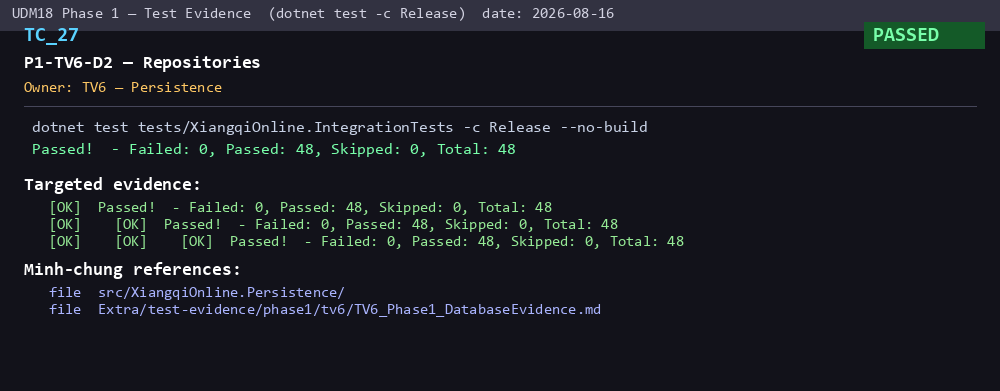 UDM18 Phase 1 — Test Evidence  (dotnet test -c Release)  date: 2026-08-16
TC_27
PASSED
P1-TV6-D2 — Repositories
Owner: TV6 — Persistence
dotnet test tests/XiangqiOnline.IntegrationTests -c Release --no-build
Passed!  - Failed: 0, Passed: 48, Skipped: 0, Total: 48
Targeted evidence:
[OK]  Passed!  - Failed: 0, Passed: 48, Skipped: 0, Total: 48
[OK]    [OK]  Passed!  - Failed: 0, Passed: 48, Skipped: 0, Total: 48
[OK]    [OK]    [OK]  Passed!  - Failed: 0, Passed: 48, Skipped: 0, Total: 48
Minh-chung references:
file  src/XiangqiOnline.Persistence/
file  Extra/test-evidence/phase1/tv6/TV6_Phase1_DatabaseEvidence.md